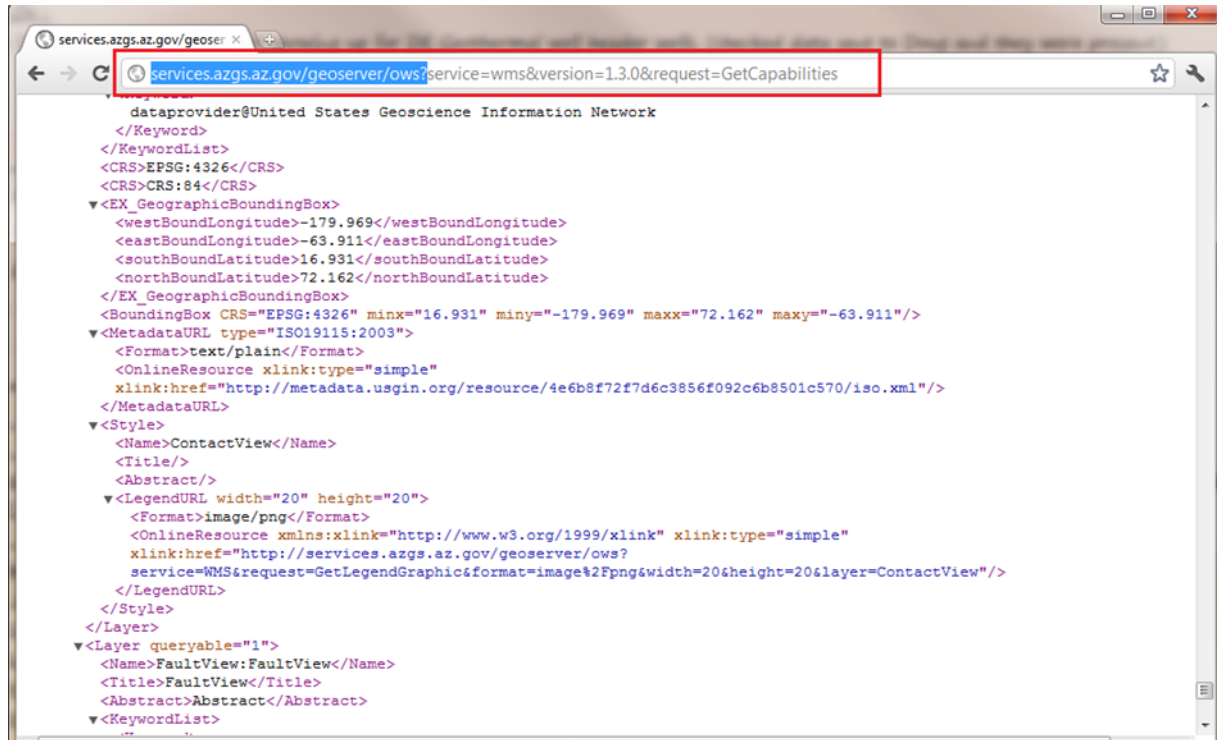 services.azgs.az.gov/geoser
services.azgs.az.gov/geoserver/ows?service=wms&version=1.3.0&request=GetCapabilities
dataprovider@United States Geoscience Information Network
</Keyword>
</KeywordList>
<CRS>EPSG:4326</CRS>
<CRS>CRS:84</CRS>
▼<EX_GeographicBoundingBox>
<westBoundLongitude>-179.969</westBoundLongitude>
<eastBoundLongitude>-63.911</eastBoundLongitude>
<southBoundLatitude>16.931</southBoundLatitude>
<northBoundLatitude>72.162</northBoundLatitude>
</EX_GeographicBoundingBox>
<BoundingBox CRS="EPSG:4326" minx="16.931" miny="-179.969" maxx="72.162" maxy="-63.911"/>
▼<MetadataURL type="ISO19115:2003">
<Format>text/plain</Format>
<OnlineResource xlink:type="simple"
xlink:href="http://metadata.usgin.org/resource/4e6b8f72f7d6c3856f092c6b8501c570/iso.xml"/>
</MetadataURL>
▼<Style>
<Name>ContactView</Name>
<Title/>
<Abstract/>
▼<LegendURL width="20" height="20">
<Format>image/png</Format>
<OnlineResource xmlns:xlink="http://www.w3.org/1999/xlink" xlink:type="simple"
xlink:href="http://services.azgs.az.gov/geoserver/ows?
service=WMS&request=GetLegendGraphic&format=image%2Fpng&width=20&height=20&layer=ContactView"/>
</LegendURL>
</Style>
</Layer>
▼<Layer queryable="1">
<Name>FaultView:FaultView</Name>
<Title>FaultView</Title>
<Abstract>Abstract</Abstract>
▼<KeywordList>